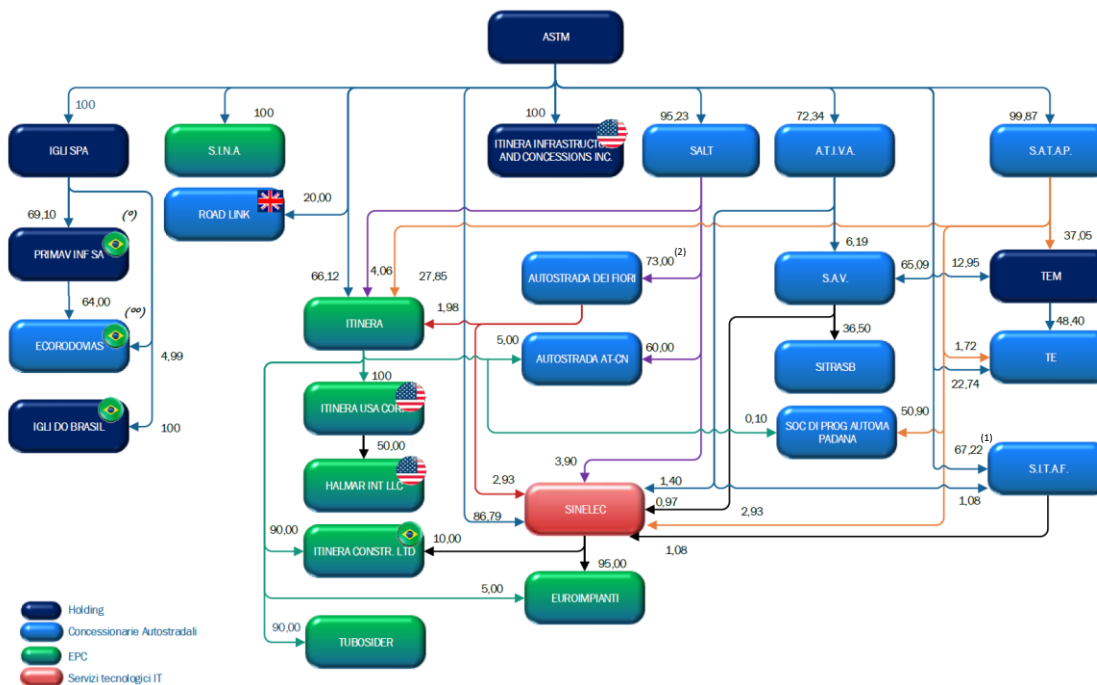 ASTM
100
100
100
95,23
72,34
99,87
IGLI SPA
S.I.N.A.
ITINERA INFRASTRUCTURE
AND CONCESSIONS INC.
SALT
A.T.I.V.A.
S.A.T.A.P.
ROAD LINK
20,00
69,10
(°)
PRIMAV INF SA
66,12
4,06
27,85
73,00
(2)
6,19
37,05
AUTOSTRADA DEI FIORI
S.A.V.
65,09
12,95
TEM
64,00
(°°)
ITINERA
1,98
48,40
ECORODOVIAS
4,99
5,00
AUTOSTRADA AT-CN
60,00
36,50
1,72
TE
100
SITRASB
22,74
ITINERA USA CORP.
IGLI DO BRASIL
100
50,00
0,10
SOC DI PROG AUTOVIA
PADANA
50,90
67,22
(1)
HALMAR INT LLC
3,90
S.I.T.A.F.
2,93
1,40
SINELEC
0,97
1,08
86,79
2,93
90,00
ITINERA CONSTR. LTD
10,00
1,08
95,00
5,00
EUROIMPIANTI
Holding
Concessionarie Autostradali
90,00
TUBOSIDER
EPC
Servizi tecnologici IT